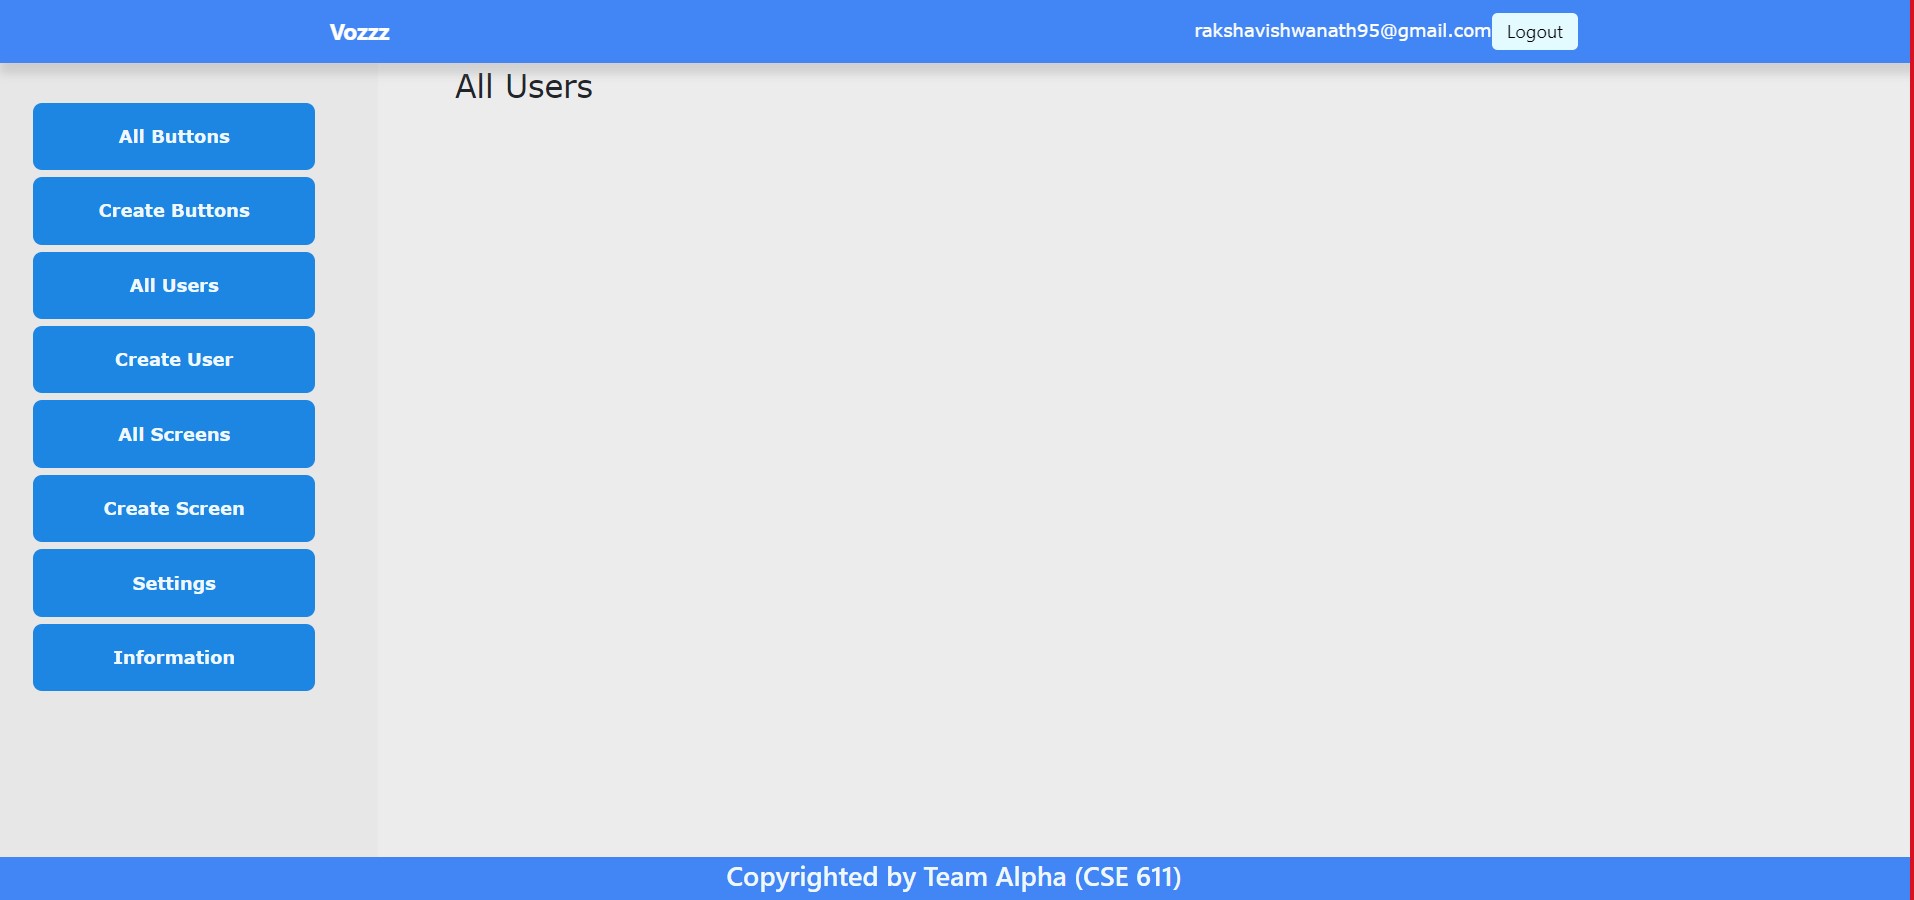 Vozzz
rakshavishwanath95@gmail.com Logout
All Users
All Buttons
Create Buttons
All Users
Create User
All Screens
Create Screen
Settings
Information
Copyrighted by Team Alpha (CSE 611)